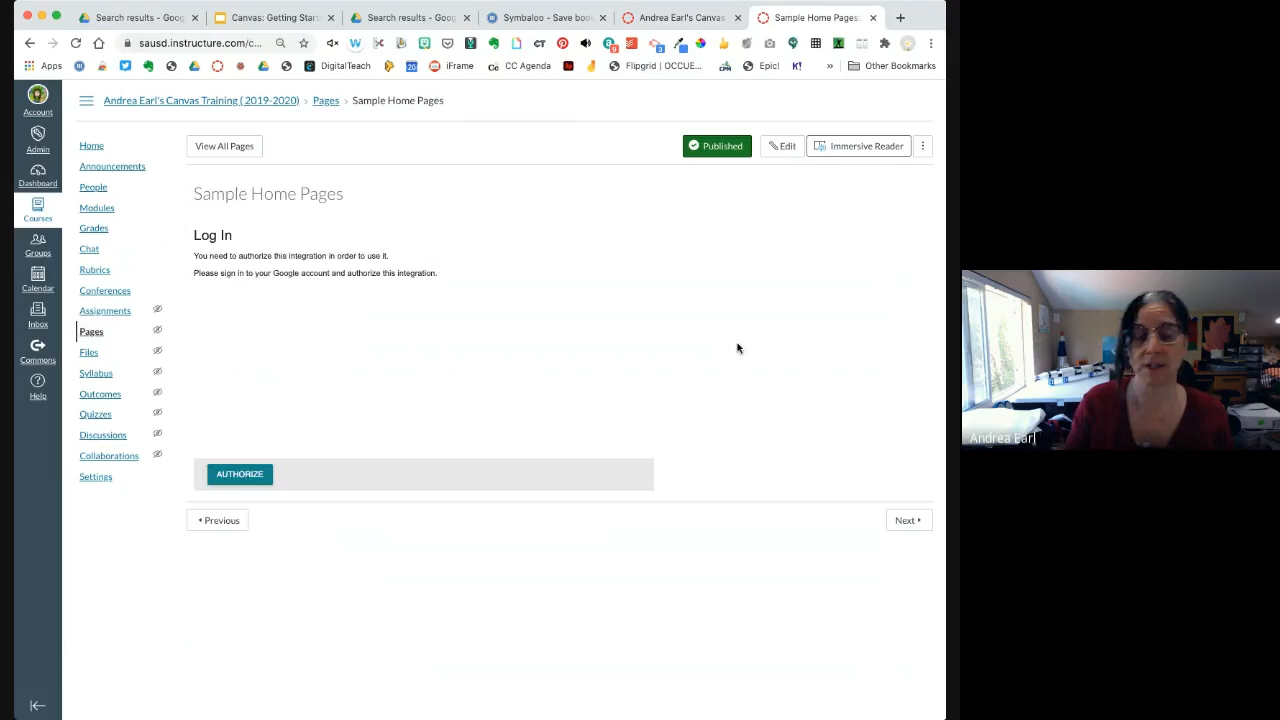 Search results - Goog
Canvas: Getting Start
Search results - Goog
Symbaloo - Save boo
Andrea Earl's Canvas
Sample Home Pages:
sausd.instructure.com/c...
Apps
DigitalTeach
iFrame
CC Agenda
Flipgrid | OCCUE...
Epic!
K!
»
Other Bookmarks
Account
Admin
Dashboard
Courses
Groups
Calendar
Inbox
Commons
Help
Andrea Earl's Canvas Training ( 2019-2020) › Pages › Sample Home Pages
Home
Announcements
People
Modules
Grades
Chat
Rubrics
Conferences
Assignments
Pages
Files
Syllabus
Outcomes
Quizzes
Discussions
Collaborations
Settings
View All Pages
Published
Edit
Immersive Reader
Sample Home Pages
Log In
You need to authorize this integration in order to use it.
Please sign in to your Google account and authorize this integration.
AUTHORIZE
Previous
Next
Andrea Earl